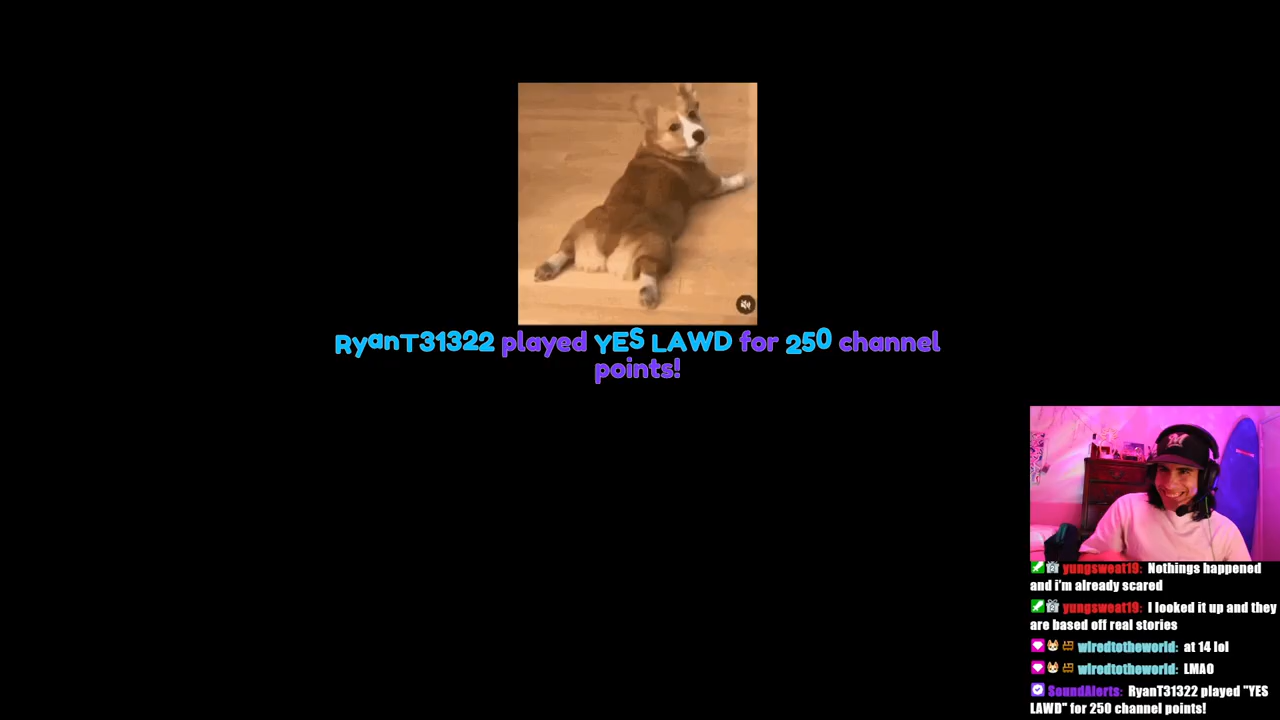 RyanT31322 played YES LAWD for 250 channel
points!
M
yungsweat19: Nothings happened
and i'm already scared
yungsweat19: I looked it up and they
are based off real stories
wiredtotheworld: at 14 lol
wiredtotheworld: LMAO
SoundAlerts: RyanT31322 played "YES
LAWD" for 250 channel points!